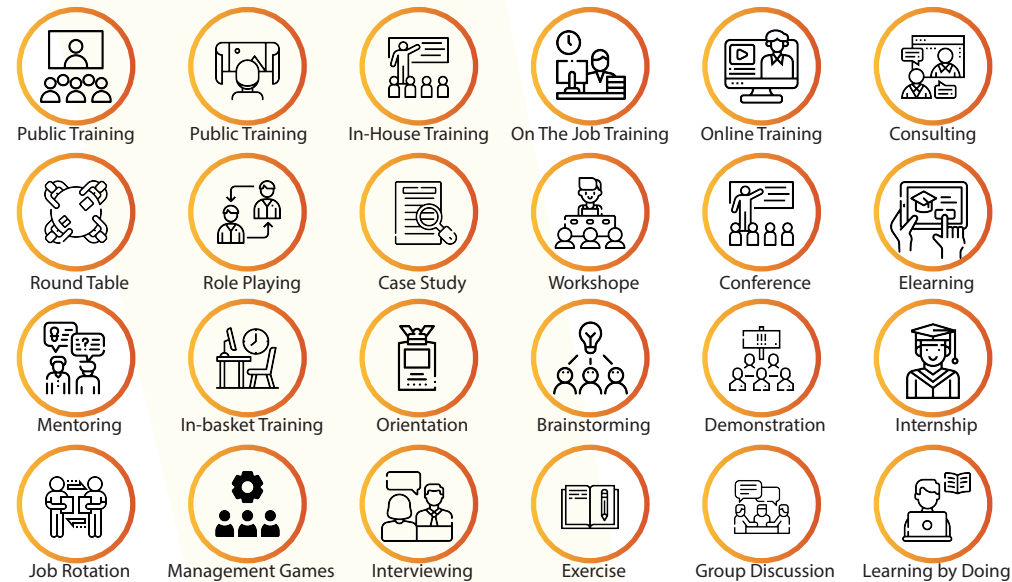 Public Training
Public Training
In-House Training
On The Job Training
Online Training
Consulting
Round Table
Role Playing
Case Study
Workshope
Conference
Elearning
Mentoring
In-basket Training
Orientation
Brainstorming
Demonstration
Internship
Job Rotation
Management Games
Interviewing
Exercise
Group Discussion
Learning by Doing